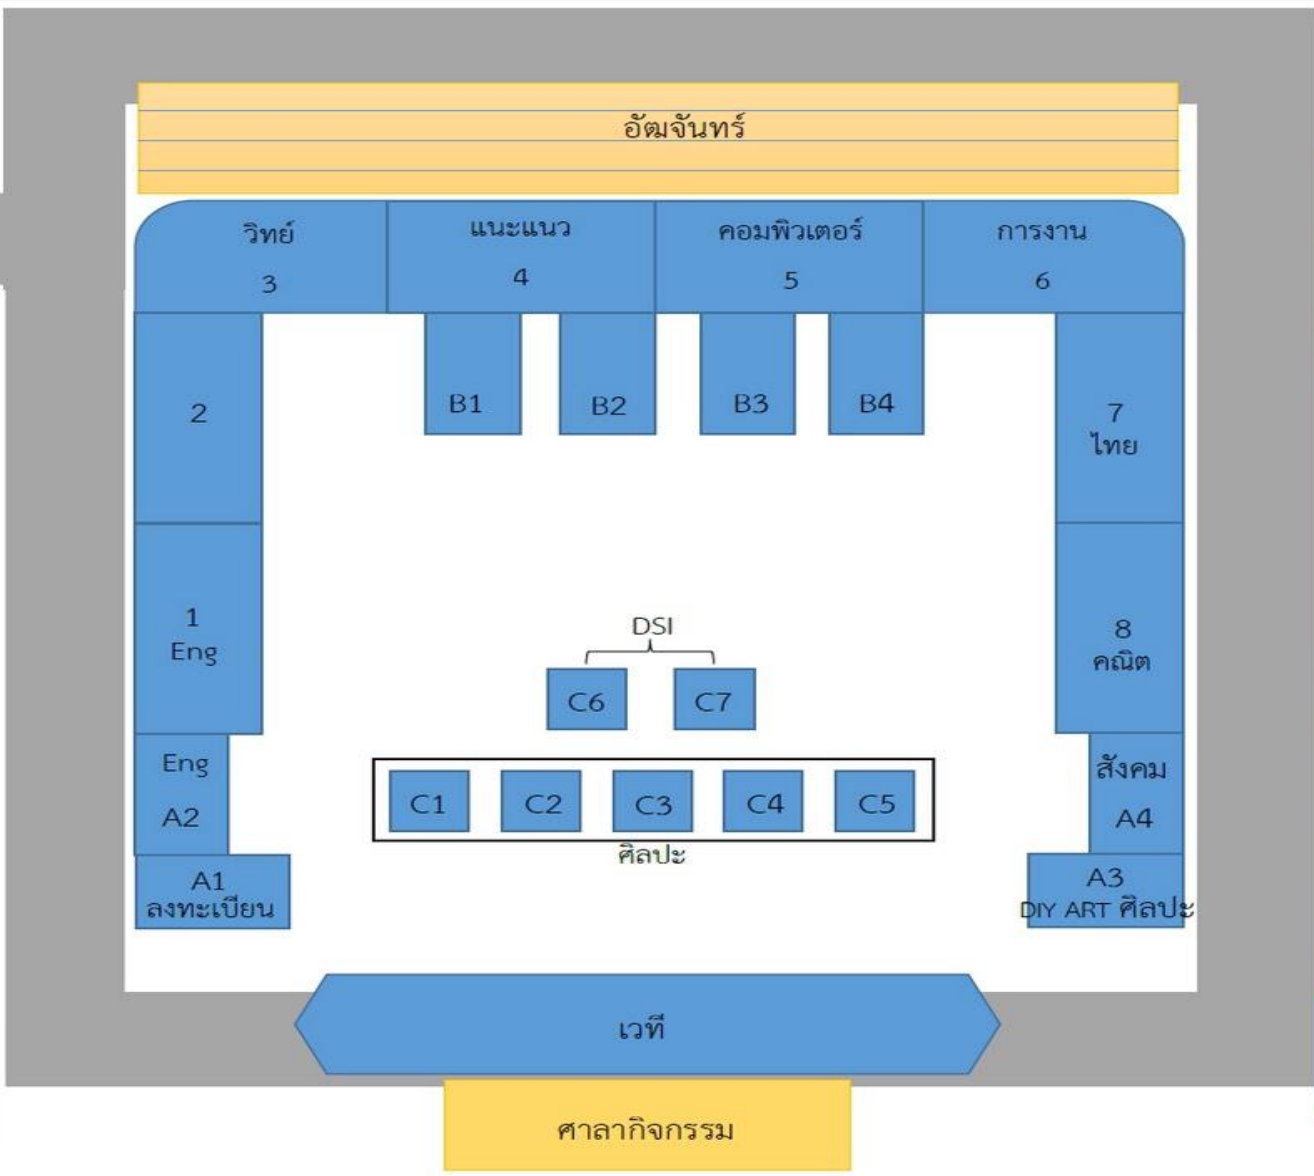 อัฒจันทร์
วิทย์
3
แนะแนว
4
คอมพิวเตอร์
5
การงาน
6
2
B1
B2
B3
B4
7
ไทย
1
Eng
DSI
C6
C7
8
คณิต
Eng
A2
C1
C2
C3
C4
C5
ศิลปะ
สังคม
A4
A1
ลงทะเบียน
A3
DIY ART ศิลปะ
เวที
ศาลากิจกรรม